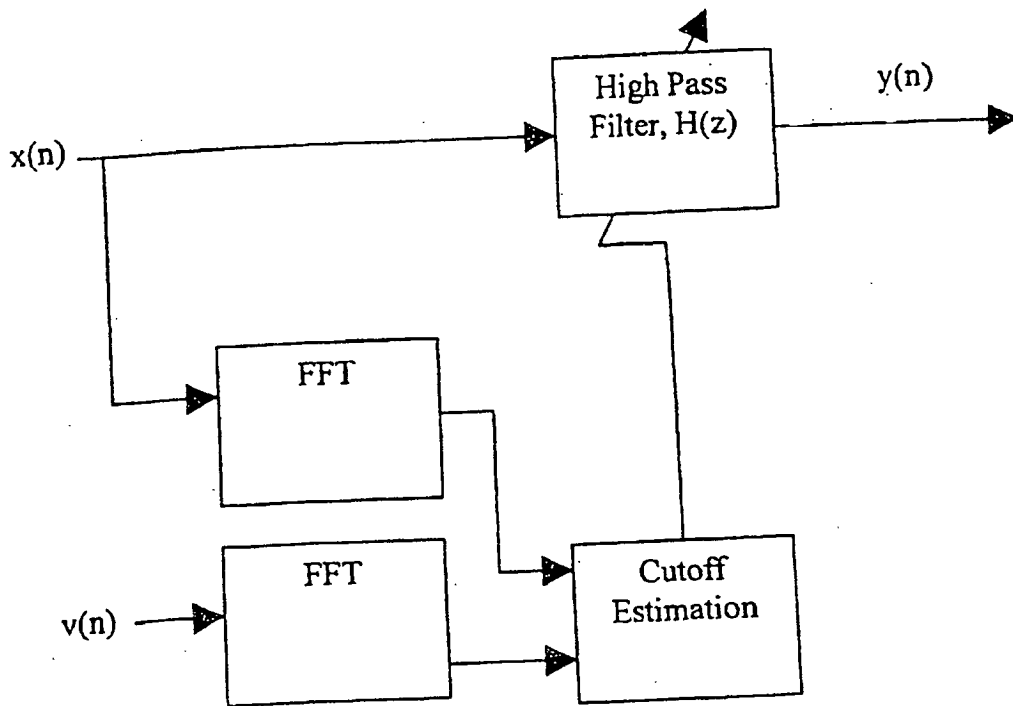 High Pass
Filter, H(z)
y(n)
x(n)
FFT
FFT
Cutoff
Estimation
v(n)